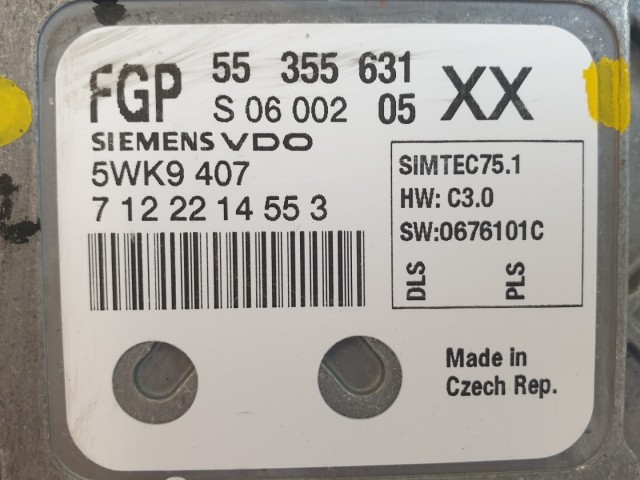 FGP 55 355 631 XX
S 06 002 05
SIEMENS VDO
5WK9 407
7 12 22 14 55 3
SiMTEC75.1
HW: C3.0
SW:0676101C
DLS PLS
Made in
Czech Rep.